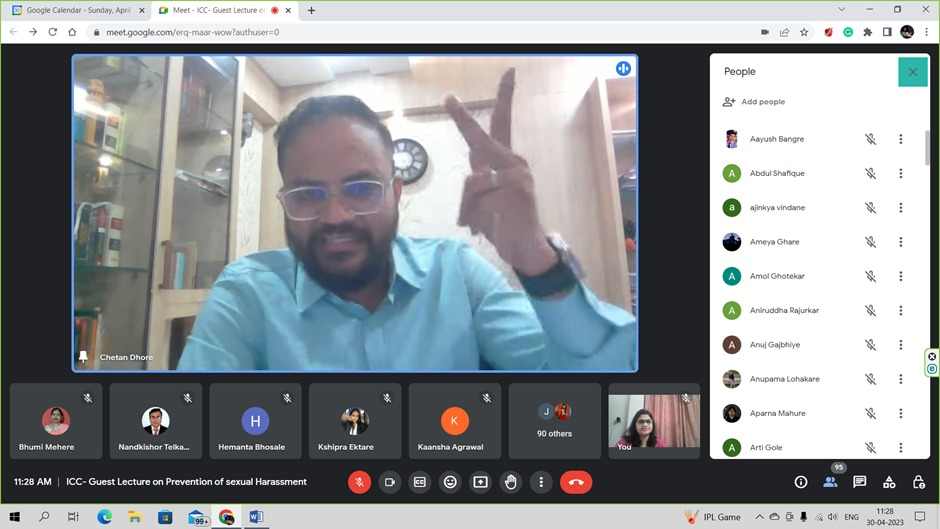 Google Calendar - Sunday, April
Meet - ICC- Guest Lecture on
meet.google.com/erq-maar-wow?authuser=0
Chetan Dhore
People
Add people
Aayush Bangre
A
Abdul Shafique
a
ajinkya vindane
Ameya Ghare
A
Amol Ghotekar
A
Aniruddha Rajurkar
A
Anuj Gajbhiye
Anupama Lohakare
Aparna Mahure
A
Arti Gole
Bhumi Mehere
Nandkishor Telka...
H
Hemanta Bhosale
Kshipra Ektare
K
Kaansha Agrawal
J
90 others
You
95
11:28 AM | ICC- Guest Lecture on Prevention of sexual Harassment
99+
W
IPL Game
ENG
11:28
30-04-2023